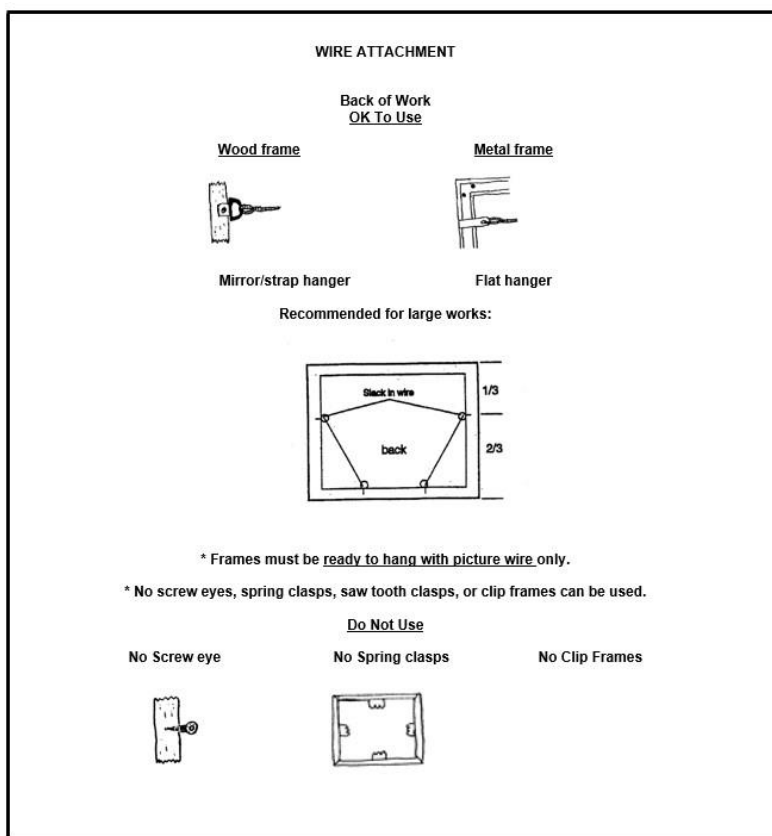 WIRE ATTACHMENT
Back of Work
OK To Use
Wood frame Metal frame
Mirror/strap hanger Flat hanger
Recommended for large works:
Slack in wire
1/3
back
2/3
* Frames must be ready to hang with picture wire only.
* No screw eyes, spring clasps, saw tooth clasps, or clip frames can be used.
Do Not Use
No Screw eye No Spring clasps No Clip Frames